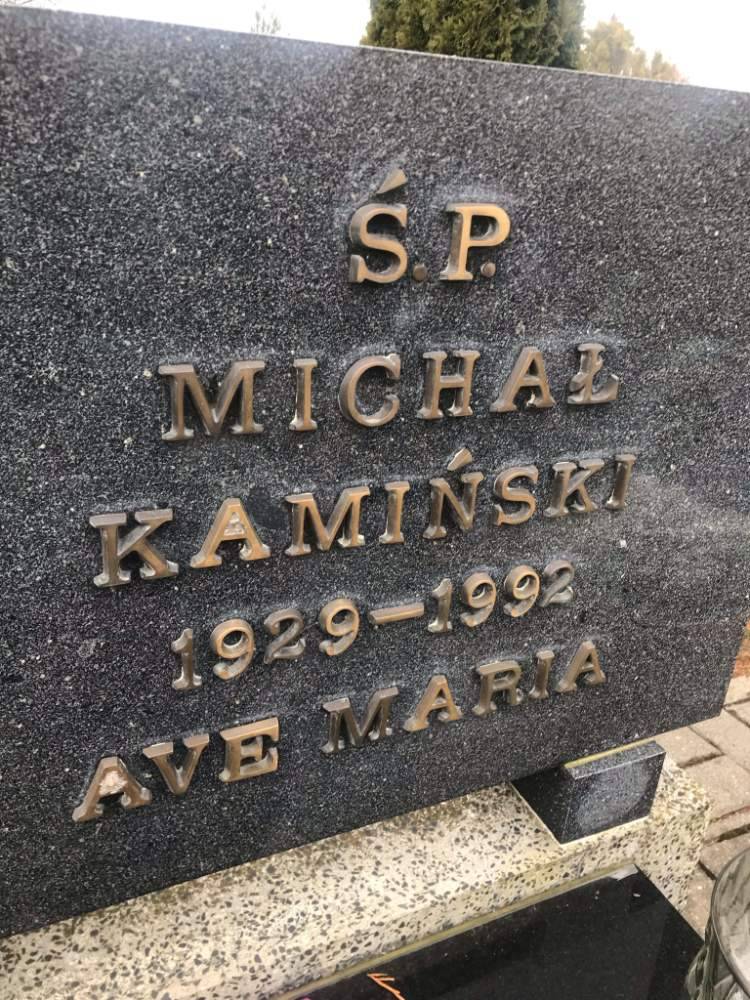 Ś.P.
MICHAŁ
KAMIŃSKI
1929-1992
AVE MARIA